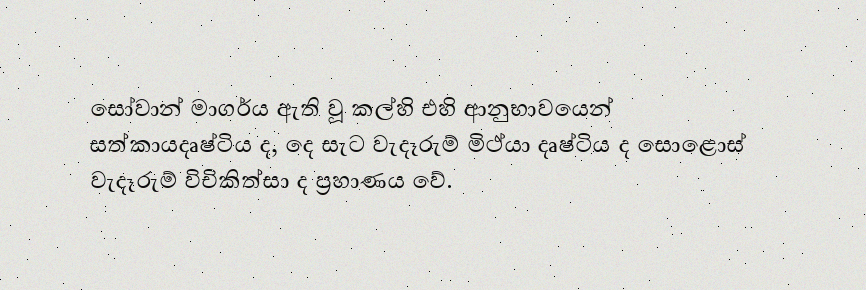 සෝවාන් මාගර්ය ඇති වූ කල්හි එහි ආනුභාවයෙන්
සත්කායදෘෂ්ටිය ද, දෙ සැට වැදෑරුම් මිථ්යා දෘෂ්ටිය ද සොළොස්
වැදෑරුම් විචිකිත්සා ද ප්‍රහාණය වේ.